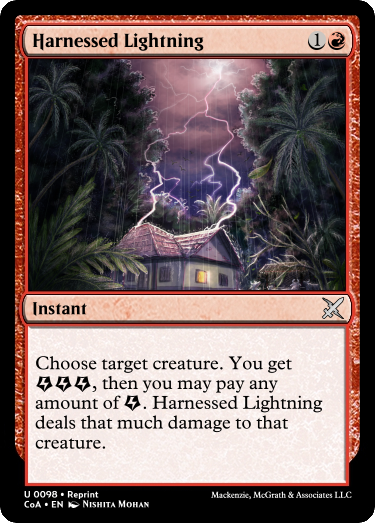 Harnessed Lightning 1
Instant
Choose target creature. You get
, then you may pay any
amount of . Harnessed Lightning
deals that much damage to that
creature.
U 0098 • Reprint
CoA • EN Nishita Mohan
Mackenzie, McGrath & Associates LLC